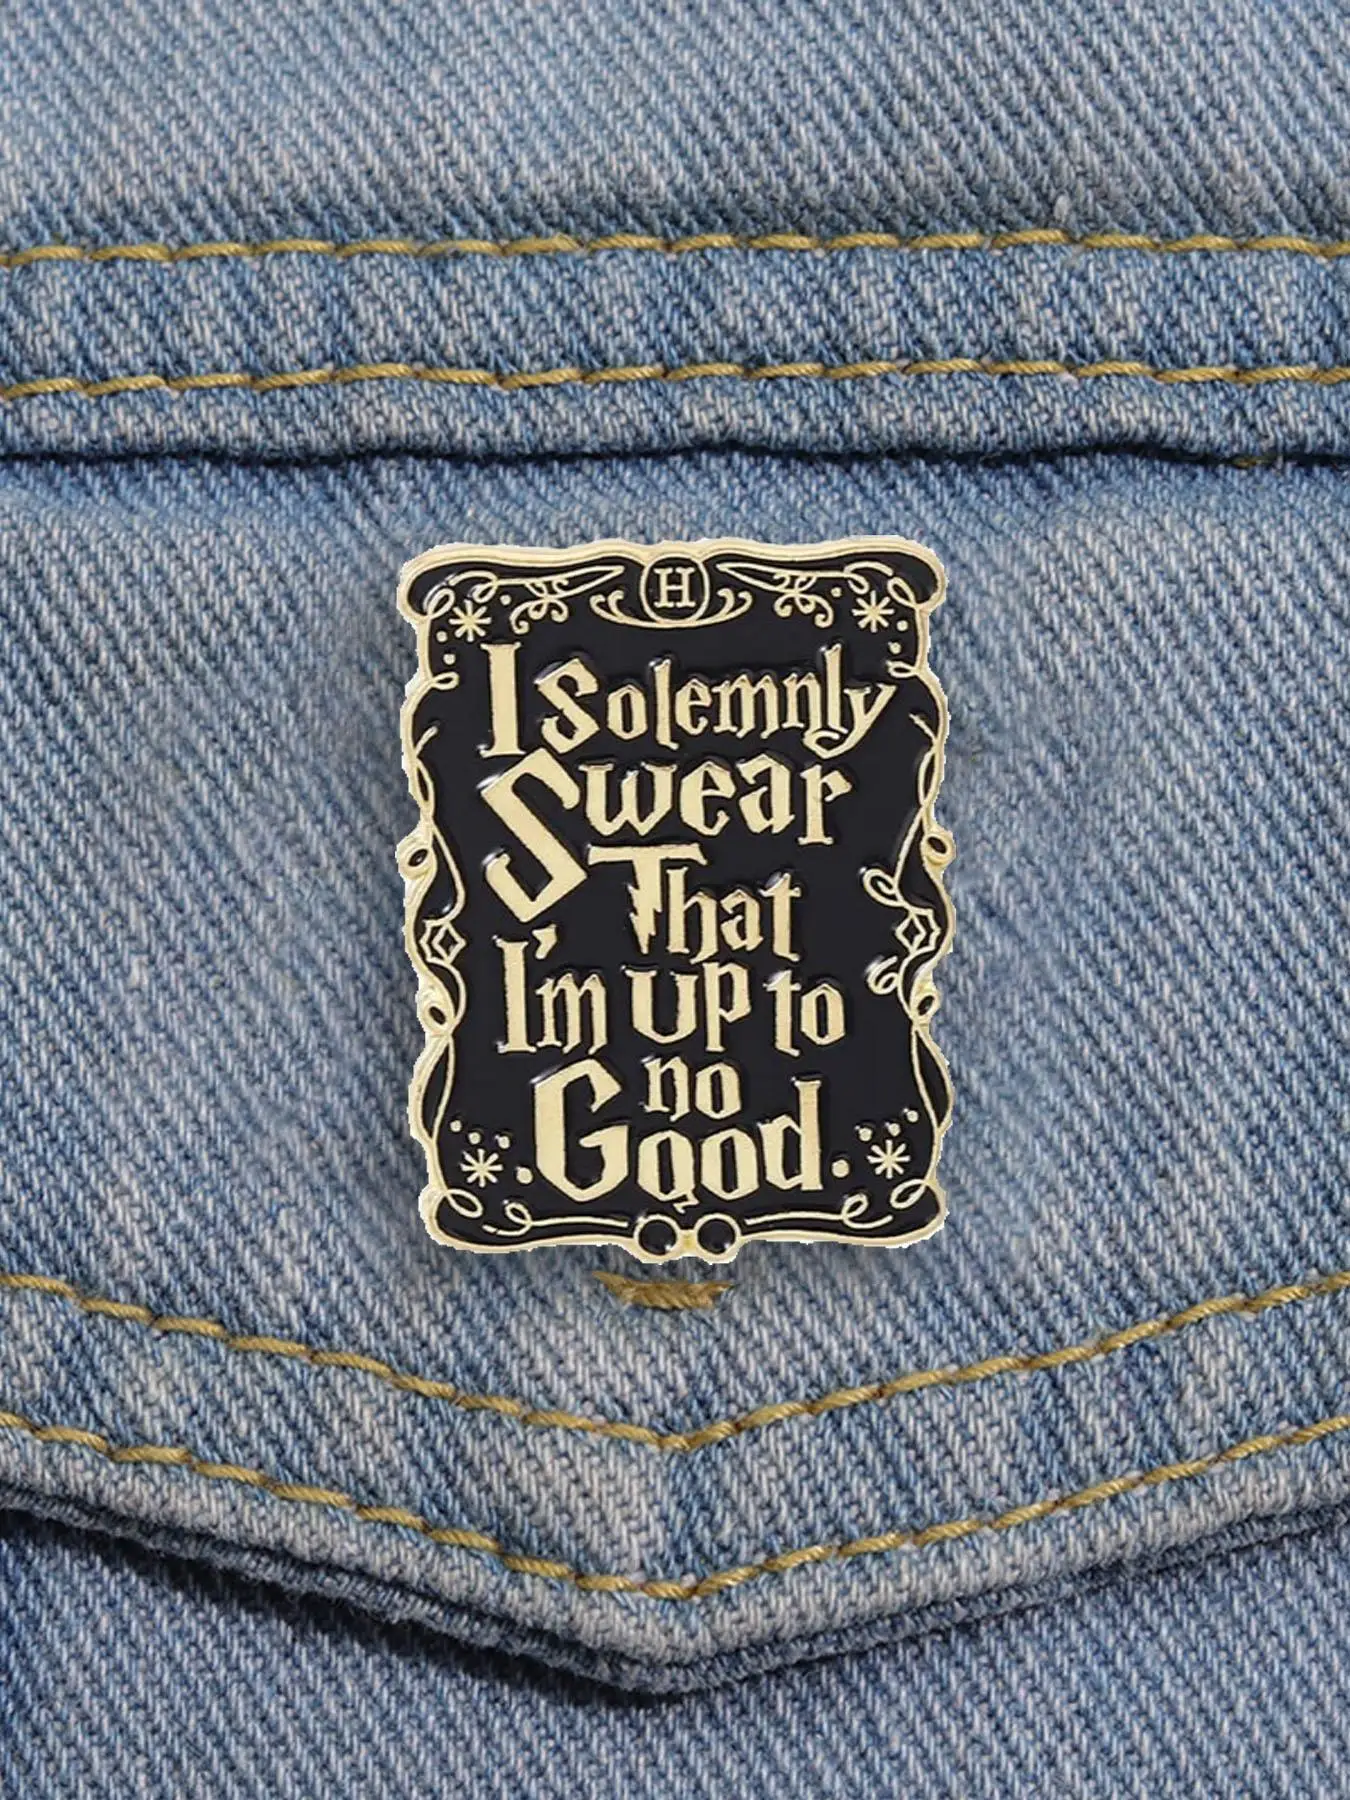 H
I Solemnly
Swear
That
I'm up to
no
Good.